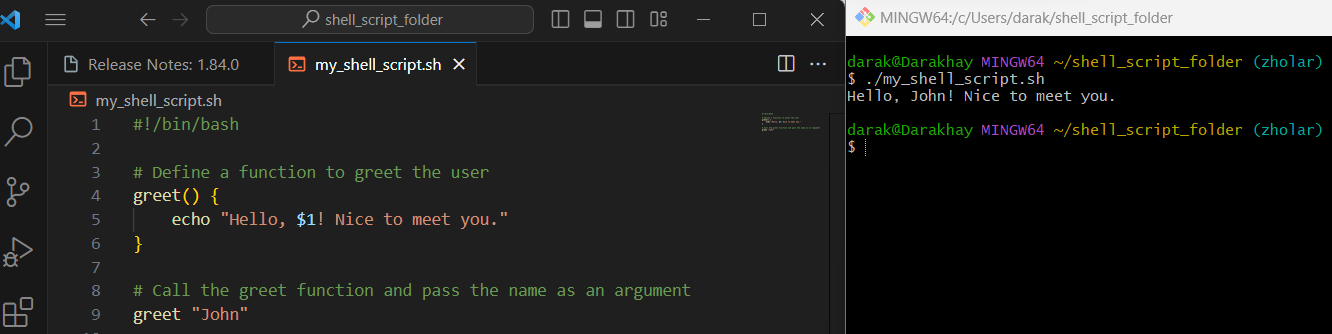 shell_script_folder
Release Notes: 1.84.0
my_shell_script.sh
my_shell_script.sh
1 #!/bin/bash
2
3 # Define a function to greet the user
4 greet() {
5 echo "Hello, $1! Nice to meet you."
6 }
7
8 # Call the greet function and pass the name as an argument
9 greet "John"
MINGW64:/c/Users/darak/shell_script_folder
darak@Darakhay MINGW64 ~/shell_script_folder (zholar)
$ ./my_shell_script.sh
Hello, John! Nice to meet you.
darak@Darakhay MINGW64 ~/shell_script_folder (zholar)
$